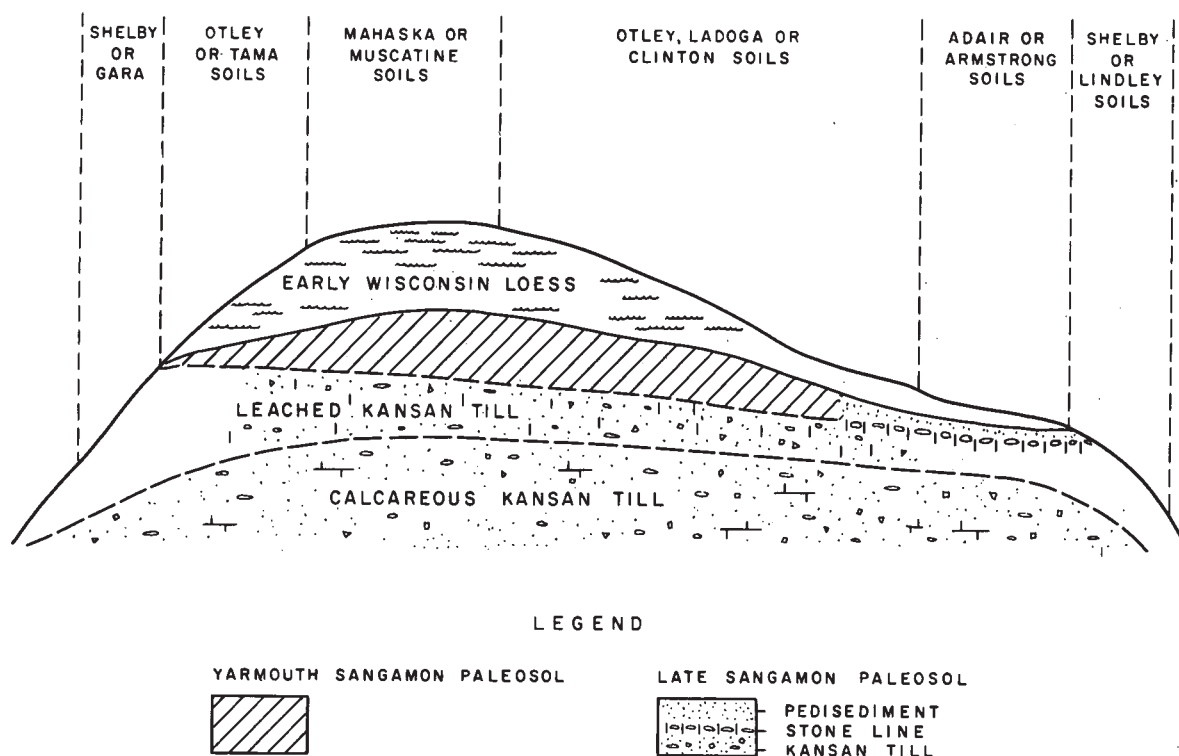 SHELBY
OR
GARA
OTLEY
OR TAMA
SOILS
MAHASKA OR
MUSCATINE
SOILS
OTLEY, LADOGA OR
CLINTON SOILS
ADAIR OR
ARMSTRONG
SOILS
SHELBY
OR
LINDLEY
SOILS
EARLY WISCONSIN LOESS
LEACHED KANSAN TILL
CALCAREOUS KANSAN TILL
LEGEND
YARMOUTH SANGAMON PALEOSOL
LATE SANGAMON PALEOSOL
PEDISEDIMENT
STONE LINE
KANSAN TILL